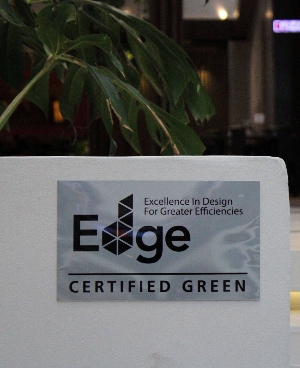 Excellence In Design
For Greater Efficiencies
Edge
CERTIFIED GREEN